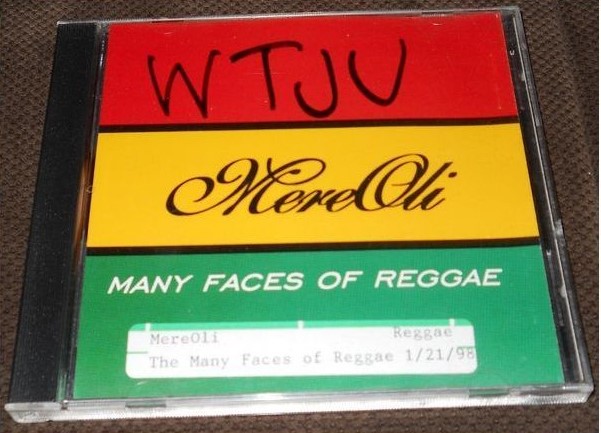 WTJU
MereOli
MANY FACES OF REGGAE
MereOli Reggae
The Many Faces of Reggae 1/21/98